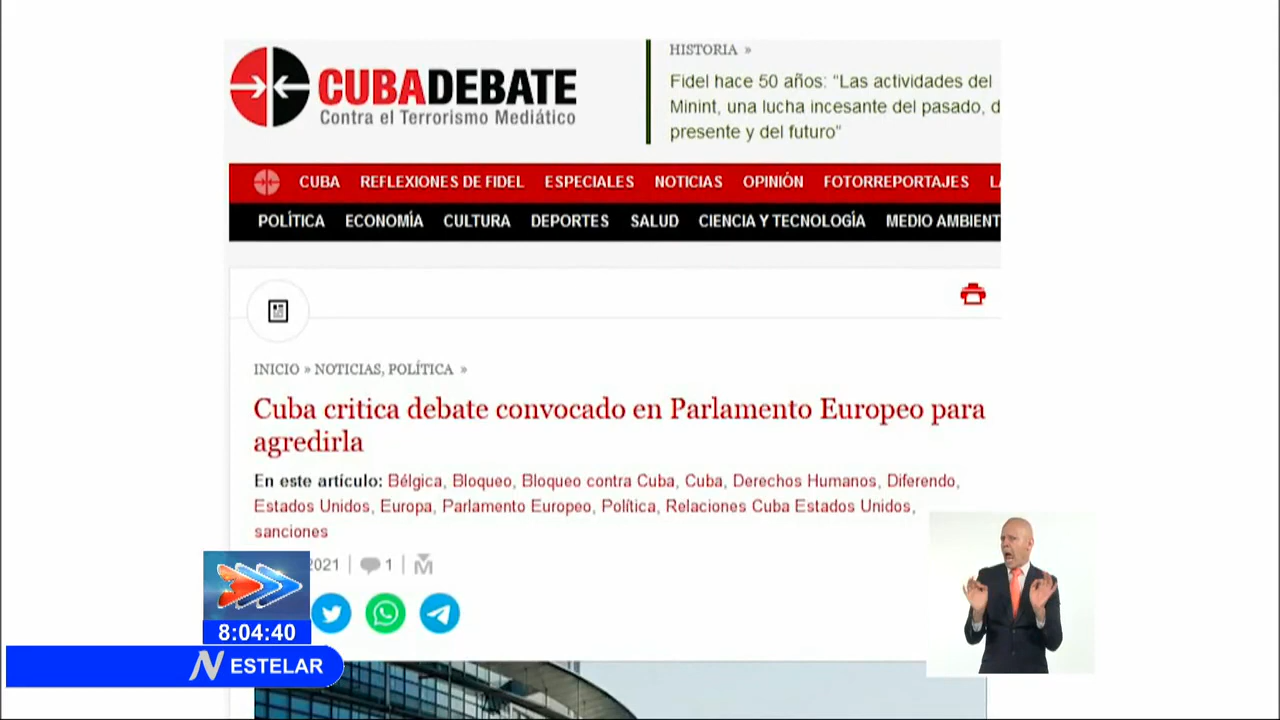 CUBADEBATE
Contra el Terrorismo Mediático
HISTORIA »
Fidel hace 50 años: “Las actividades del
Minint, una lucha incesante del pasado, d
presente y del futuro“
CUBA REFLEXIONES DE FIDEL ESPECIALES NOTICIAS OPINIÓN FOTORREPORTAJES LA
POLÍTICA ECONOMÍA CULTURA DEPORTES SALUD CIENCIA Y TECNOLOGÍA MEDIO AMBIENT
INICIO » NOTICIAS, POLÍTICA »
Cuba critica debate convocado en Parlamento Europeo para
agredirla
En este artículo: Bélgica, Bloqueo, Bloqueo contra Cuba, Cuba, Derechos Humanos, Diferendo,
Estados Unidos, Europa, Parlamento Europeo, Política, Relaciones Cuba Estados Unidos,
sanciones
2021 | 1 |
8:04:40
N ESTELAR